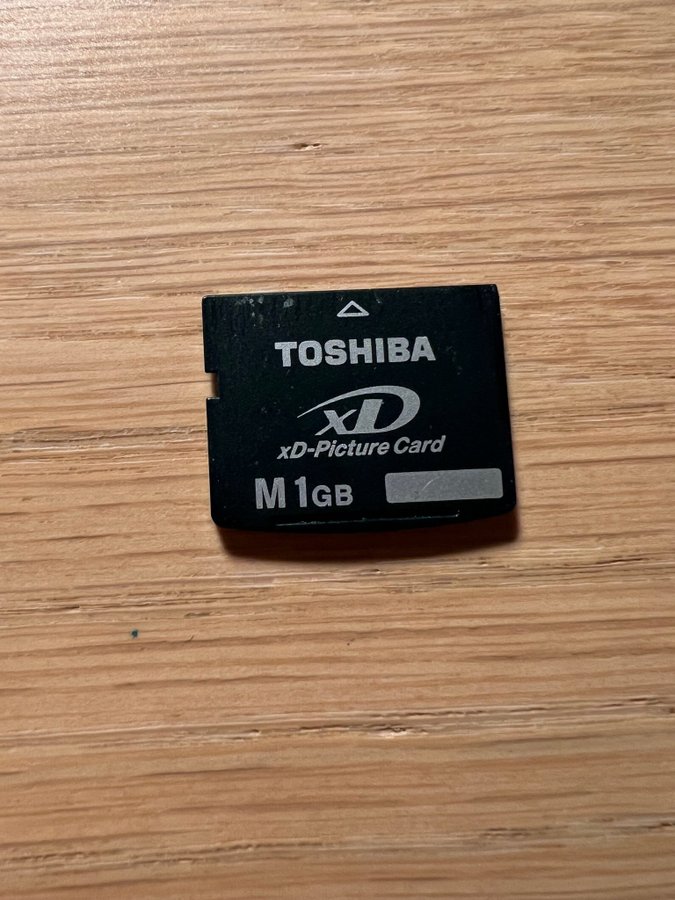 TOSHIBA
xD
xD-Picture Card
M 1GB